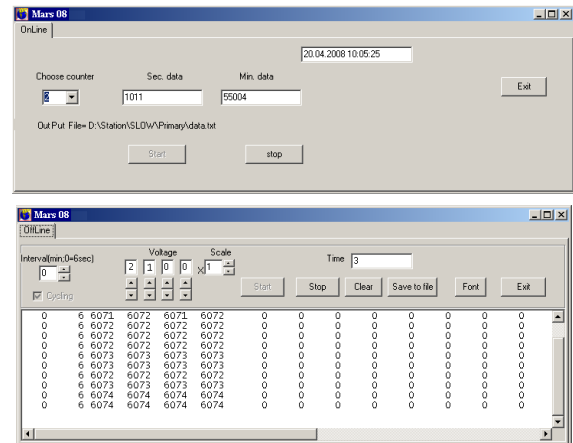 Mars 08
OnLine
20.04.2008 10:05:25
Choose counter Sec. data Min. data
2 1011 55004 Exit
Out Put File= D:\Station\SLOW\Primary\data.txt
Start stop
Mars 08
OffLine
Interval(min;0=6sec) Voltage Scale Time 3
0 2 1 0 0 x 1
Cycling Start Stop Clear Save to file Font Exit
0 6 6071 6072 6071 6072 0 0 0 0 0 0 0 0
0 6 6072 6072 6072 6072 0 0 0 0 0 0 0 0
0 6 6072 6072 6072 6072 0 0 0 0 0 0 0 0
0 6 6072 6072 6072 6072 0 0 0 0 0 0 0 0
0 6 6073 6073 6073 6073 0 0 0 0 0 0 0 0
0 6 6073 6073 6073 6073 0 0 0 0 0 0 0 0
0 6 6072 6072 6072 6072 0 0 0 0 0 0 0 0
0 6 6073 6073 6073 6073 0 0 0 0 0 0 0 0
0 6 6074 6074 6074 6074 0 0 0 0 0 0 0 0
0 6 6074 6074 6074 6074 0 0 0 0 0 0 0 0